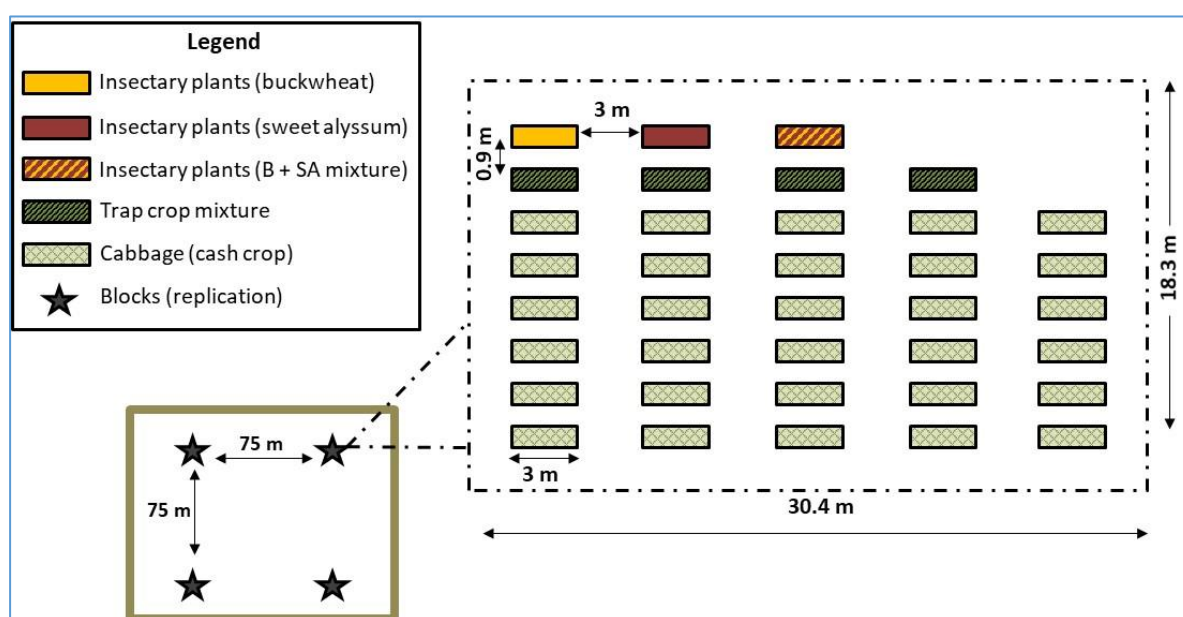 Legend
Insectary plants (buckwheat)
Insectary plants (sweet alyssum)
Insectary plants (B + SA mixture)
Trap crop mixture
Cabbage (cash crop)
Blocks (replication)
3 m
0.9 m
18.3 m
3 m
30.4 m
75 m
75 m